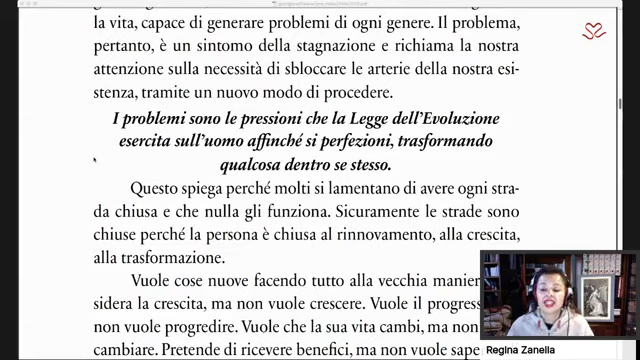 la vita, capace di generare problemi di ogni genere. Il problema,
pertanto, è un sintomo della stagnazione e richiama la nostra
attenzione sulla necessità di sbloccare le arterie della nostra esi-
stenza, tramite un nuovo modo di procedere.
I problemi sono le pressioni che la Legge dell'Evoluzione
esercita sull'uomo affinché si perfezioni, trasformando
qualcosa dentro se stesso.
Questo spiega perché molti si lamentano di avere ogni stra-
da chiusa e che nulla gli funziona. Sicuramente le strade sono
chiuse perché la persona è chiusa al rinnovamento, alla crescita,
alla trasformazione.
Vuole cose nuove facendo tutto alla vecchia manier
sidera la crescita, ma non vuole crescere. Vuole il progres
non vuole progredire. Vuole che la sua vita cambi, ma non
cambiare. Pretende di ricevere benefici, ma non vuole sape
Regina Zanella